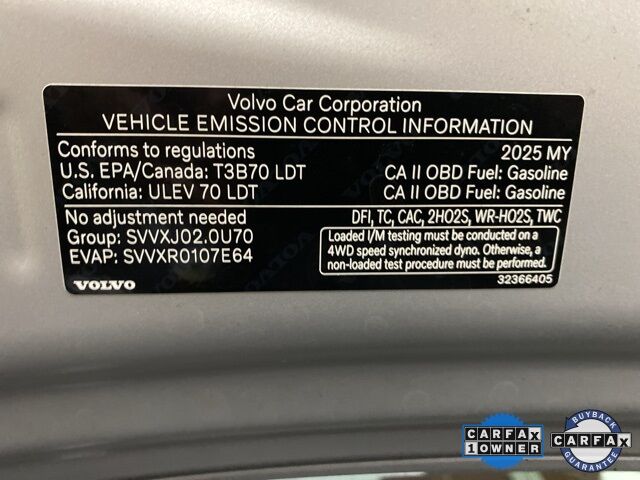 Volvo Car Corporation
VEHICLE EMISSION CONTROL INFORMATION
Conforms to regulations 2025 MY
U.S. EPA/Canada: T3B70 LDT CA II OBD Fuel: Gasoline
California: ULEV 70 LDT CA II OBD Fuel: Gasoline
No adjustment needed DFI, TC, CAC, 2HO2S, WR-HO2S, TWC
Group: SVVXJ02.0U70
EVAP: SVVXR0107E64
Loaded I/M testing must be conducted on a
4WD speed synchronized dyno. Otherwise, a
non-loaded test procedure must be performed.
VOLVO 32366405
CARFAX
1 OWNER
BUYBACK
CARFAX
GUARANTEE